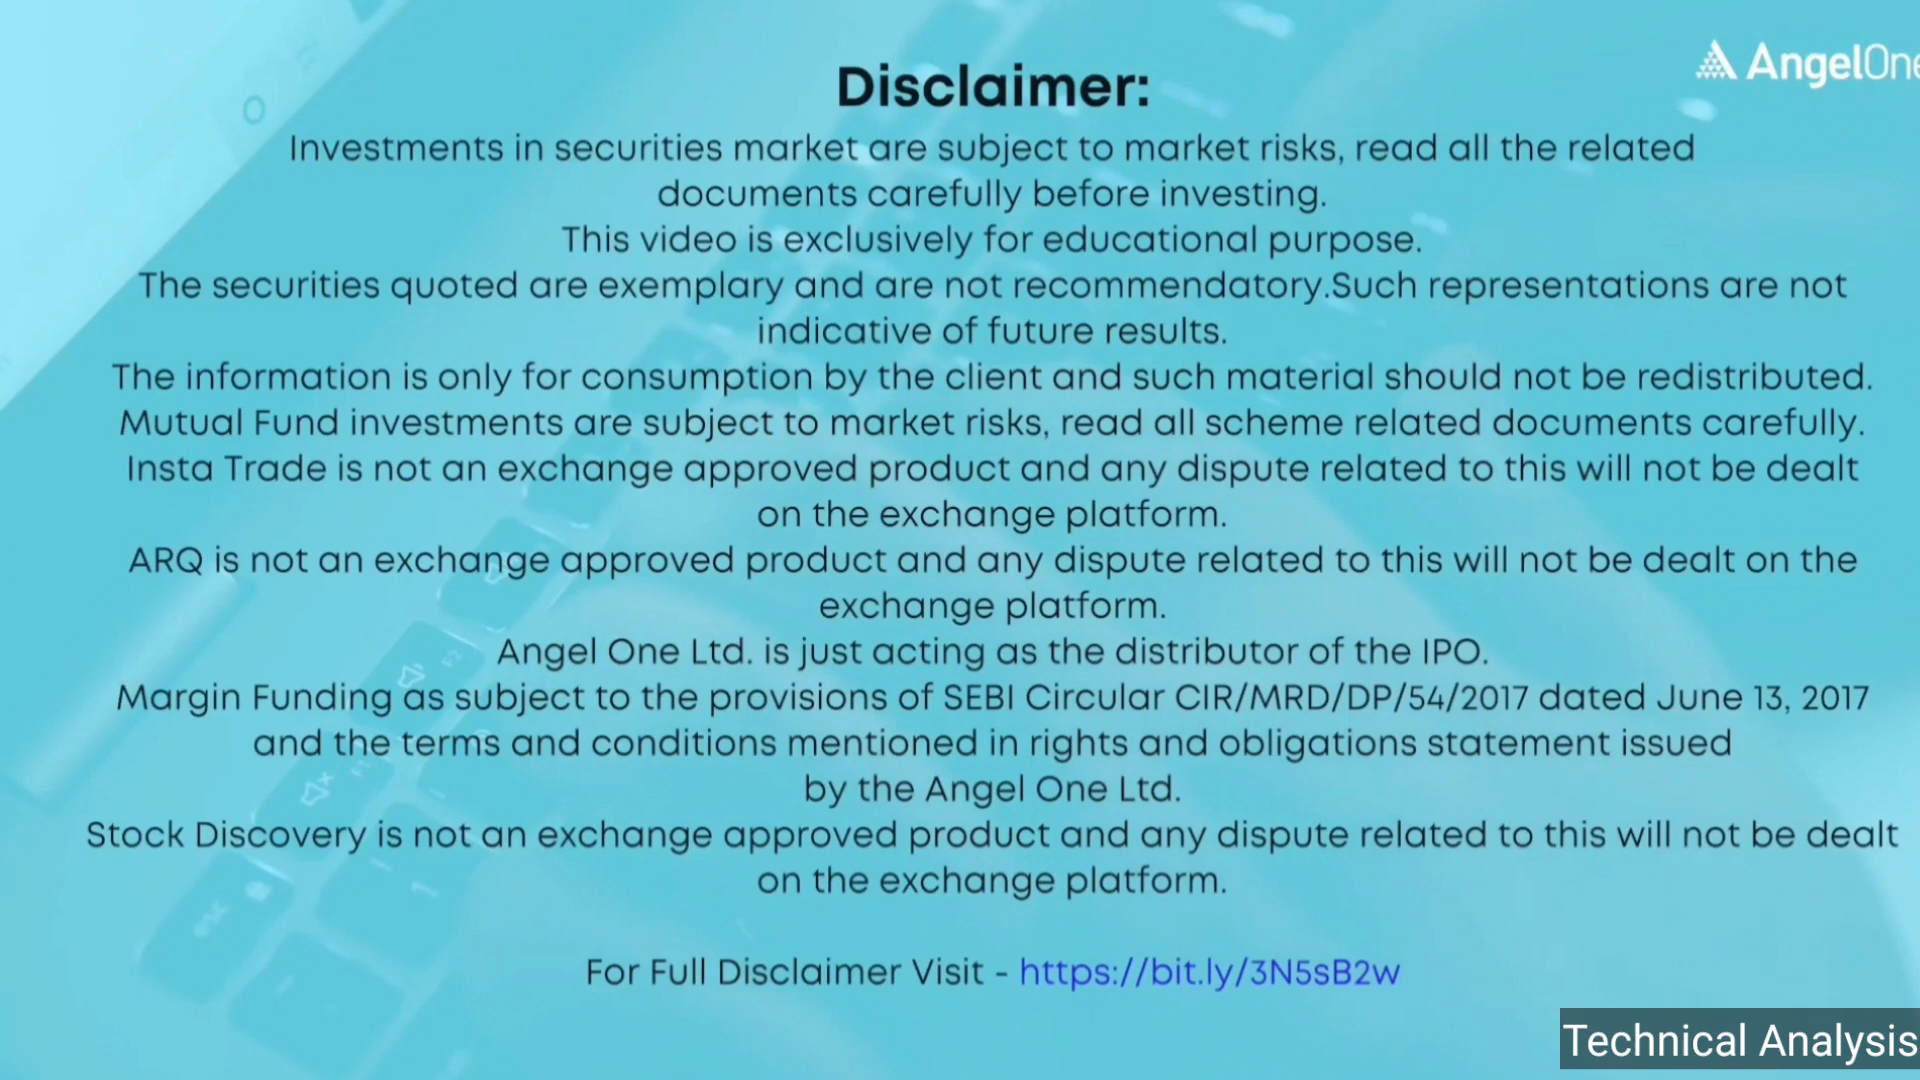 AngelOne
Disclaimer:
Investments in securities market are subject to market risks, read all the related
documents carefully before investing.
This video is exclusively for educational purpose.
The securities quoted are exemplary and are not recommendatory.Such representations are not
indicative of future results.
The information is only for consumption by the client and such material should not be redistributed.
Mutual Fund investments are subject to market risks, read all scheme related documents carefully.
Insta Trade is not an exchange approved product and any dispute related to this will not be dealt
on the exchange platform.
ARQ is not an exchange approved product and any dispute related to this will not be dealt on the
exchange platform.
Angel One Ltd. is just acting as the distributor of the IPO.
Margin Funding as subject to the provisions of SEBI Circular CIR/MRD/DP/54/2017 dated June 13, 2017
and the terms and conditions mentioned in rights and obligations statement issued
by the Angel One Ltd.
Stock Discovery is not an exchange approved product and any dispute related to this will not be dealt
on the exchange platform.
For Full Disclaimer Visit - https://bit.ly/3N5sB2w
Technical Analysis